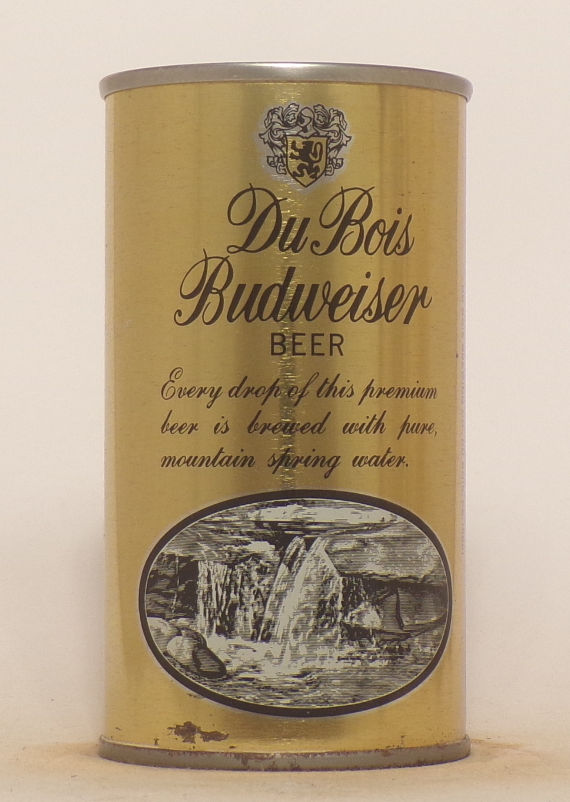 Du Bois
Budweiser
BEER
Every drop of this premium
beer is brewed with pure,
mountain spring water.